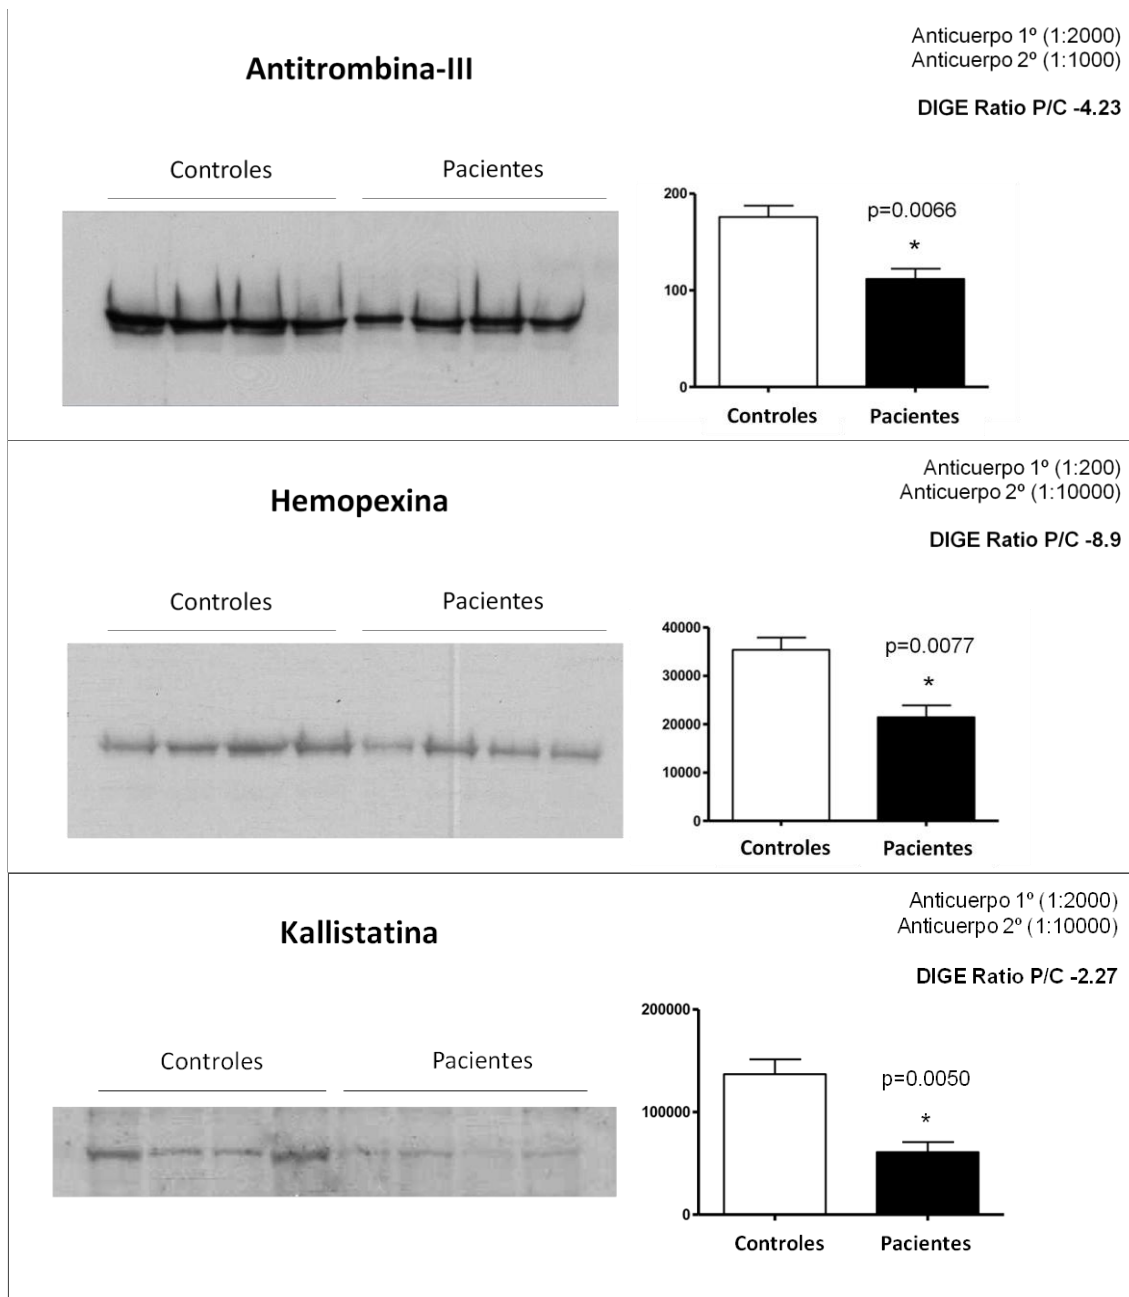 Antitrombina-III
Anticuerpo 1º (1:2000)
Anticuerpo 2º (1:1000)
DIGE Ratio P/C -4.23
Controles
Pacientes
200
100
0
p=0.0066
*
Controles
Pacientes
Hemopexina
Anticuerpo 1º (1:200)
Anticuerpo 2º (1:10000)
DIGE Ratio P/C -8.9
Controles
Pacientes
40000
30000
20000
10000
0
p=0.0077
*
Controles
Pacientes
Kallistatina
Anticuerpo 1º (1:2000)
Anticuerpo 2º (1:10000)
DIGE Ratio P/C -2.27
Controles
Pacientes
200000
100000
0
p=0.0050
*
Controles
Pacientes